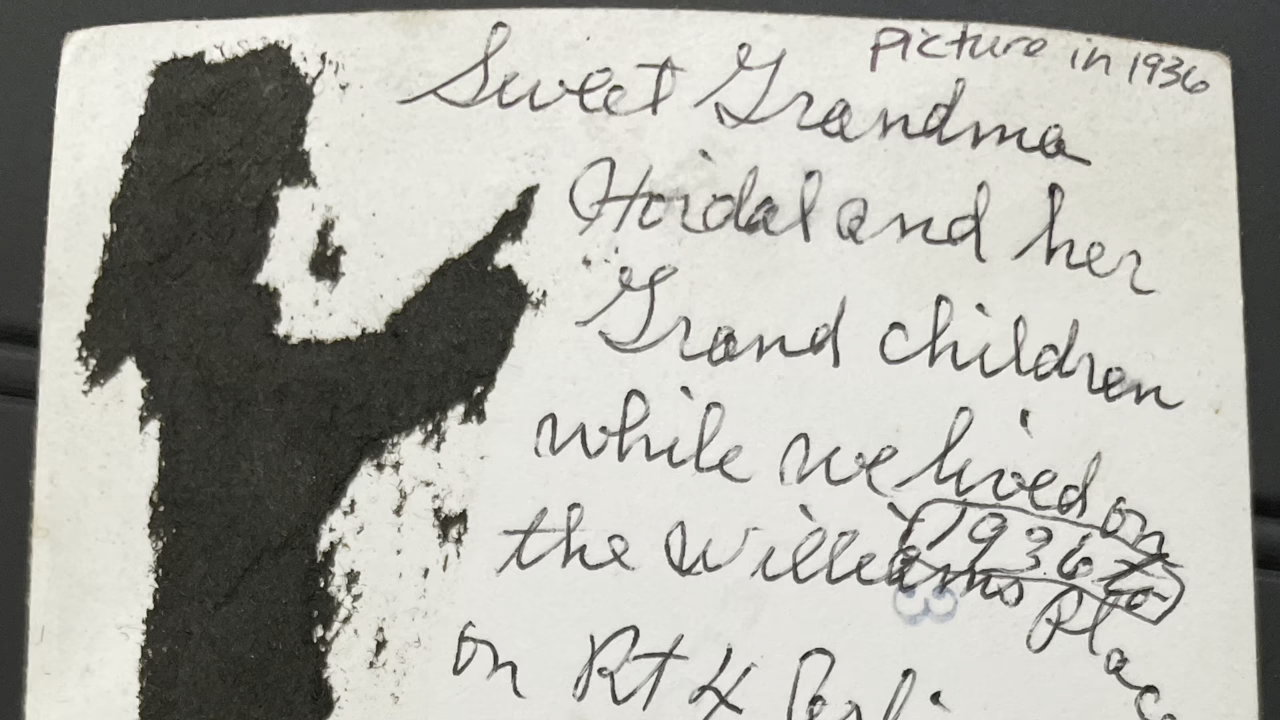 picture in 1936
Sweet Grandma
Hoidal and her
Grand children
while we lived on
1936 to
the Williams place
on Rt 4
3